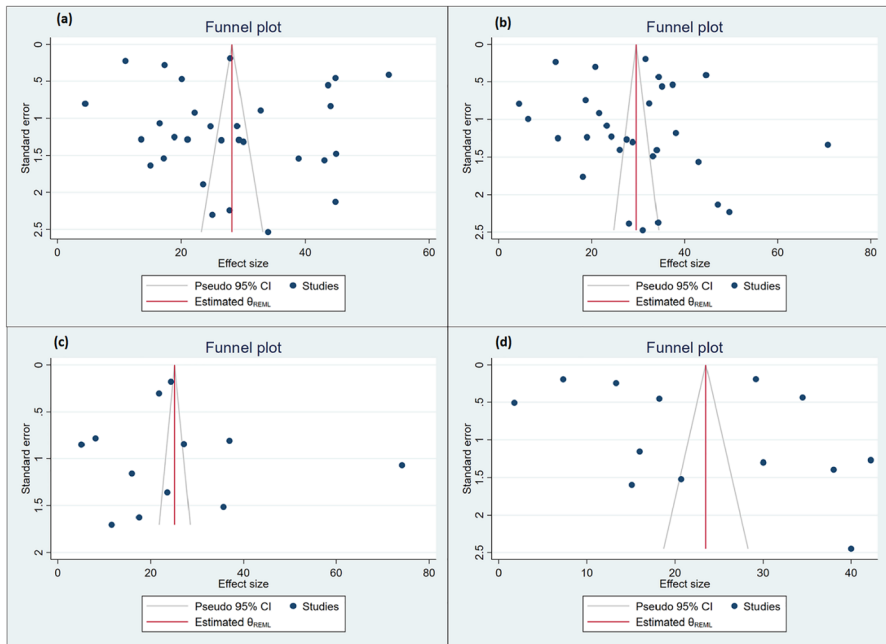 (a)
Funnel plot
0
.5
1
1.5
2
2.5
Standard error
0 20 40 60
Effect size
Pseudo 95% CI Studies
Estimated θREML
(b)
Funnel plot
0
.5
1
1.5
2
2.5
Standard error
0 20 40 60 80
Effect size
Pseudo 95% CI Studies
Estimated θREML
(c)
Funnel plot
0
.5
1
1.5
2
Standard error
0 20 40 60 80
Effect size
Pseudo 95% CI Studies
Estimated θREML
(d)
Funnel plot
0
.5
1
1.5
2
2.5
Standard error
0 10 20 30 40
Effect size
Pseudo 95% CI Studies
Estimated θREML